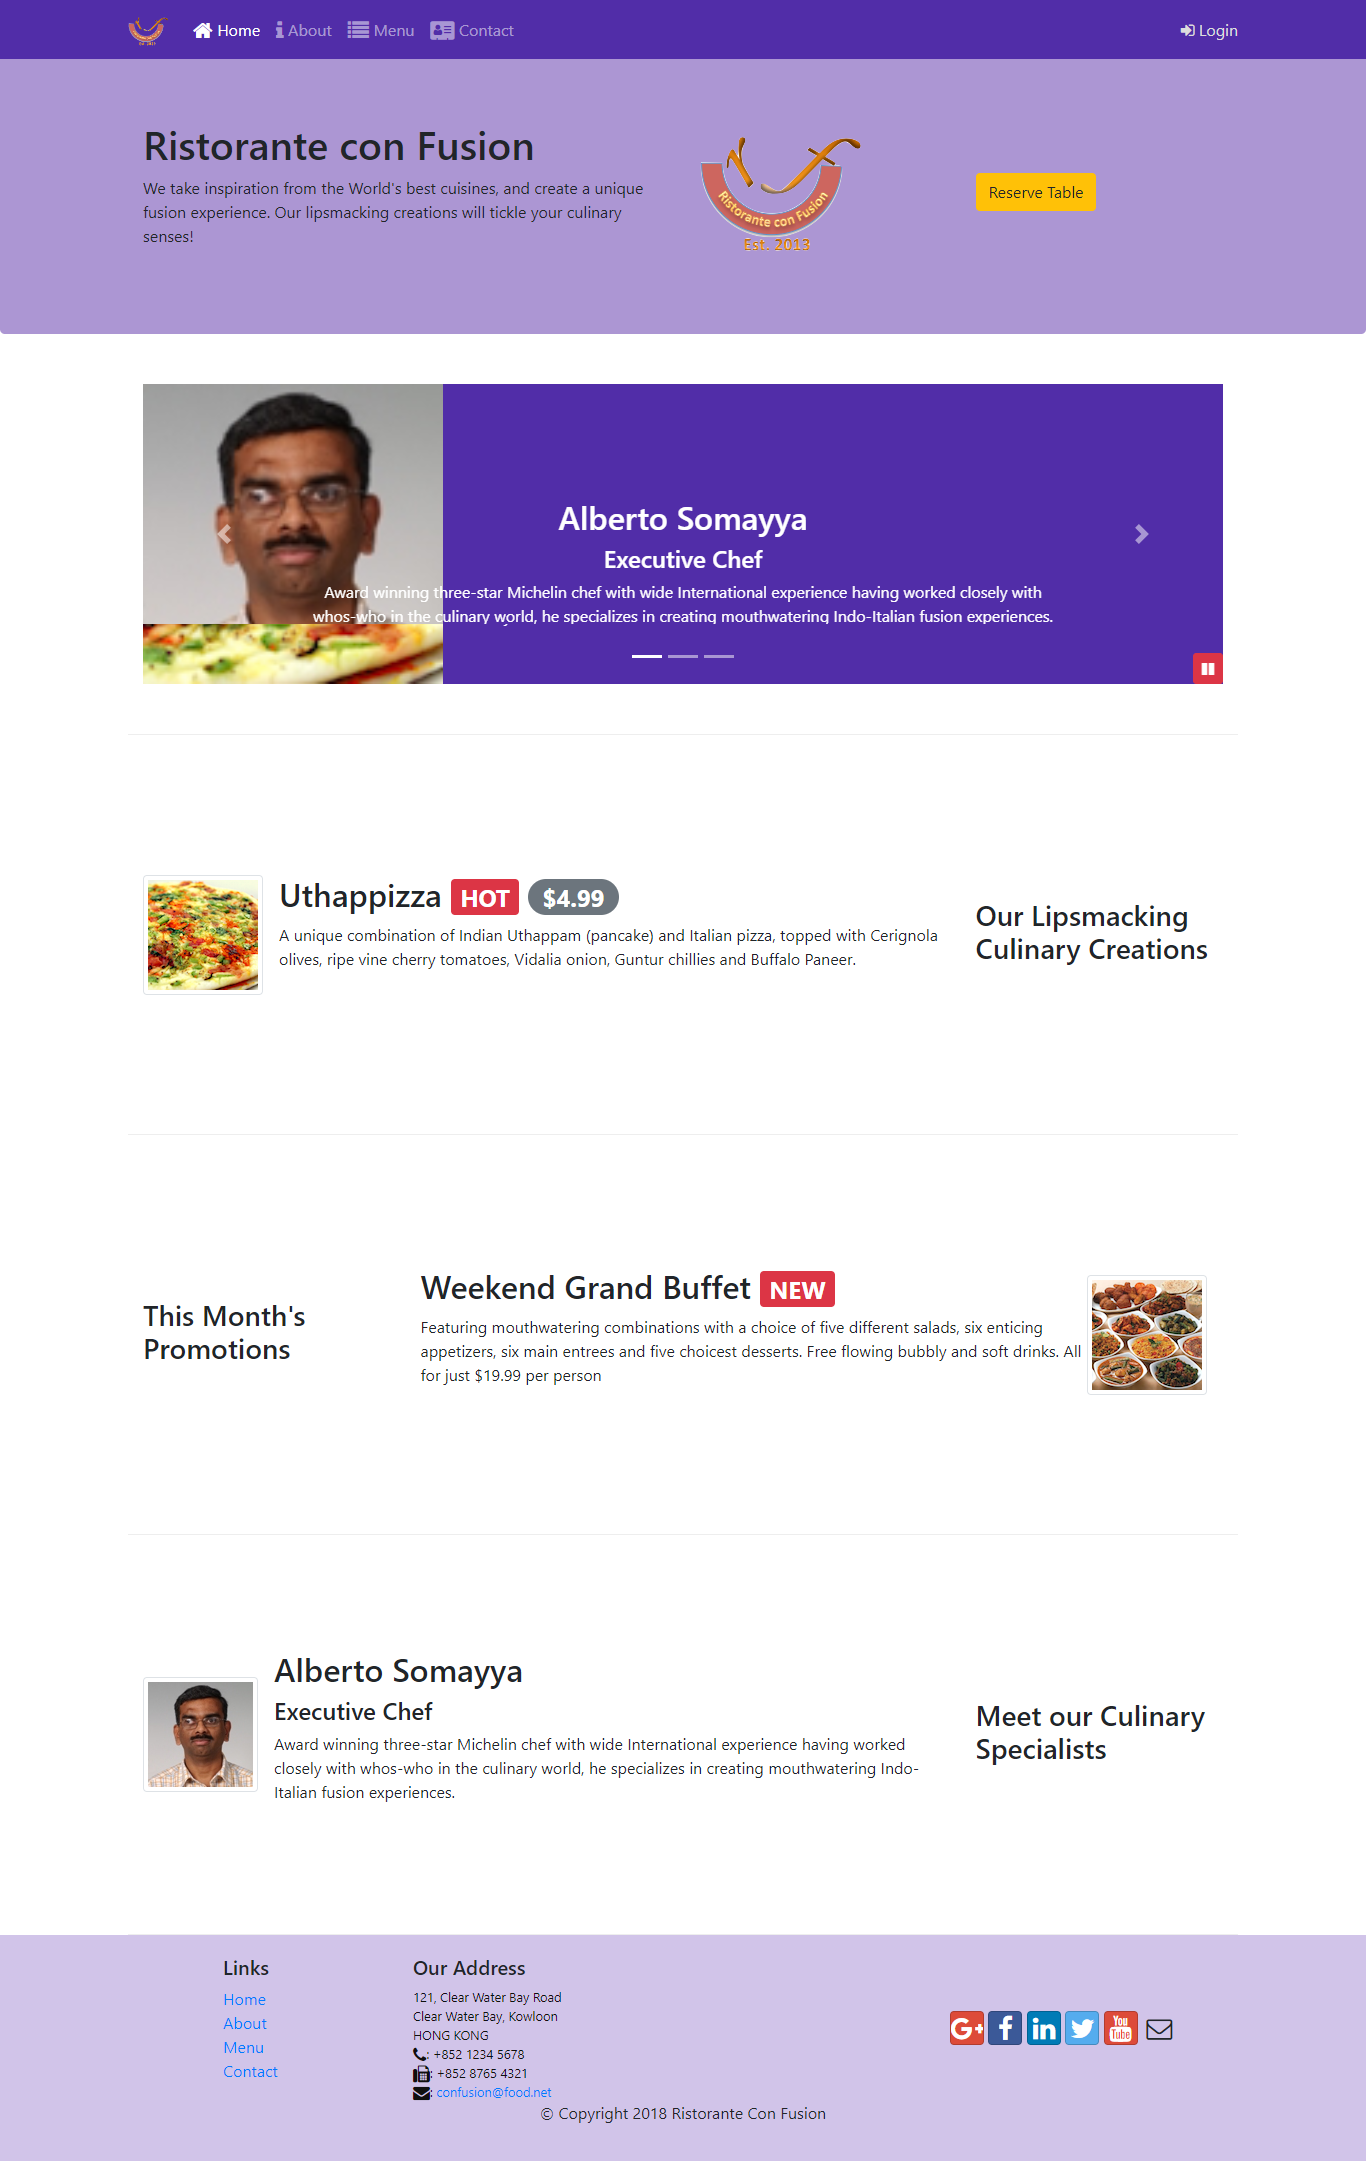 Home About Menu Contact Login
Ristorante con Fusion
We take inspiration from the World's best cuisines, and create a unique
fusion experience. Our lipsmacking creations will tickle your culinary
senses!
Ristorante con Fusion
Est. 2013
Reserve Table
Alberto Somayya
Executive Chef
Award winning three-star Michelin chef with wide International experience having worked closely with
whos-who in the culinary world, he specializes in creating mouthwatering Indo-Italian fusion experiences.
Uthappizza HOT $4.99
A unique combination of Indian Uthappam (pancake) and Italian pizza, topped with Cerignola
olives, ripe vine cherry tomatoes, Vidalia onion, Guntur chillies and Buffalo Paneer.
Our Lipsmacking
Culinary Creations
This Month's
Promotions
Weekend Grand Buffet NEW
Featuring mouthwatering combinations with a choice of five different salads, six enticing
appetizers, six main entrees and five choicest desserts. Free flowing bubbly and soft drinks. All
for just $19.99 per person
Alberto Somayya
Executive Chef
Award winning three-star Michelin chef with wide International experience having worked
closely with whos-who in the culinary world, he specializes in creating mouthwatering Indo-
Italian fusion experiences.
Meet our Culinary
Specialists
Links
Home
About
Menu
Contact
Our Address
121, Clear Water Bay Road
Clear Water Bay, Kowloon
HONG KONG
: +852 1234 5678
: +852 8765 4321
: confusion@food.net
G+ f in You Tube
© Copyright 2018 Ristorante Con Fusion